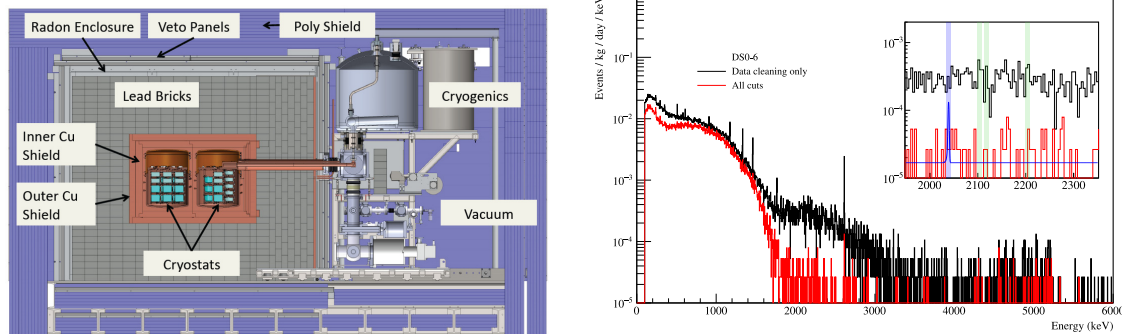 Radon Enclosure
Veto Panels
Poly Shield
Lead Bricks
Cryogenics
Inner Cu
Shield
Outer Cu
Shield
Vacuum
Cryostats
Events / kg / day / keV
10⁻¹
10⁻²
10⁻³
10⁻⁴
10⁻⁵
DS0-6
Data cleaning only
All cuts
10⁻³
10⁻⁴
10⁻⁵
2000 2100 2200 2300
0 1000 2000 3000 4000 5000 6000
Energy (keV)